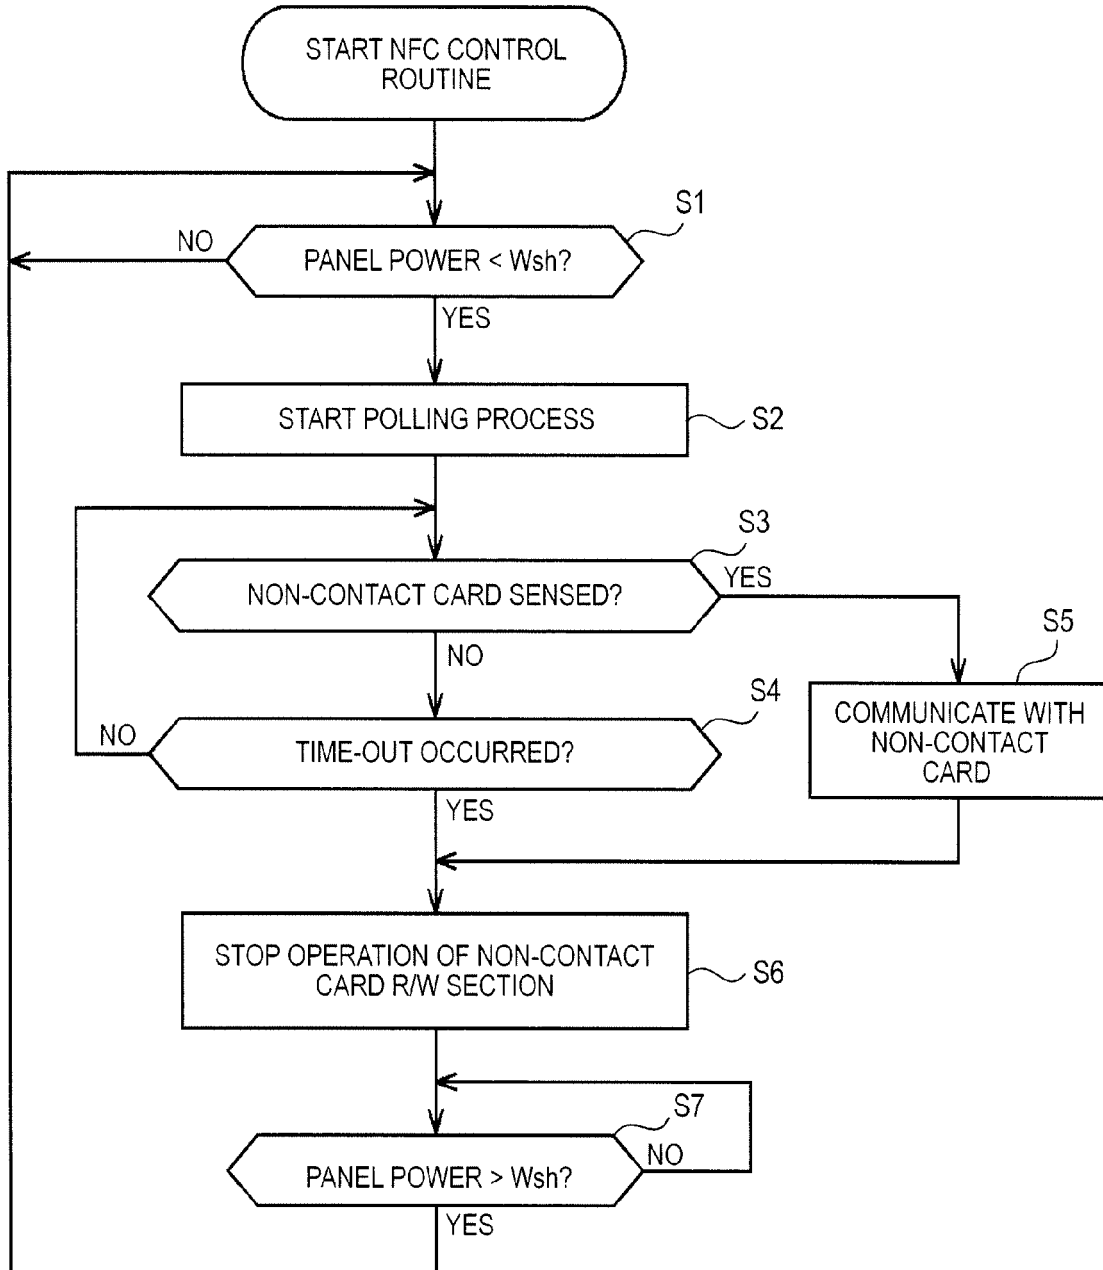 START NFC CONTROL
ROUTINE
S1
NO
PANEL POWER < Wsh?
YES
START POLLING PROCESS
S2
S3
NON-CONTACT CARD SENSED?
YES
NO
S5
S4
COMMUNICATE WITH
NON-CONTACT
CARD
NO
TIME-OUT OCCURRED?
YES
STOP OPERATION OF NON-CONTACT
CARD R/W SECTION
S6
S7
PANEL POWER > Wsh?
NO
YES